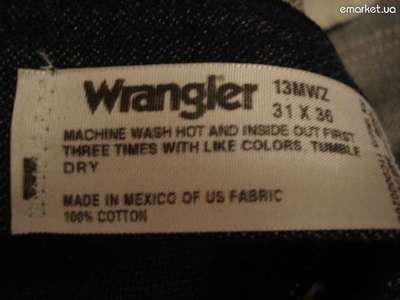 emarket.ua
Wrangler 13MWZ
31 X 36
MACHINE WASH HOT AND INSIDE OUT FIRST
THREE TIMES WITH LIKE COLORS. TUMBLE
DRY
MADE IN MEXICO OF US FABRIC
100% COTTON